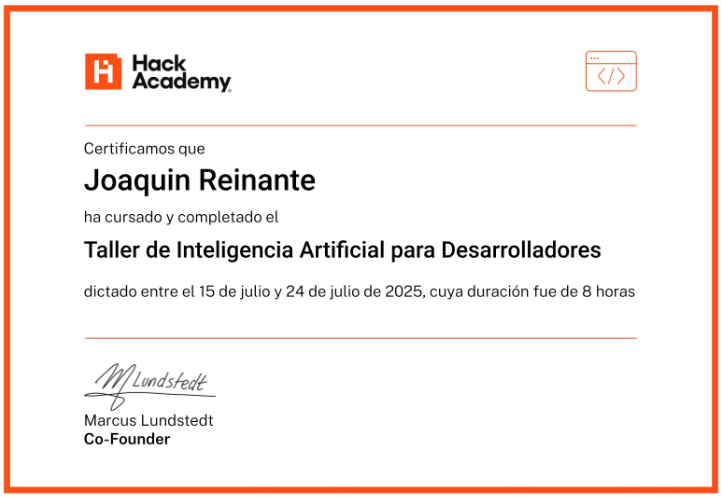 Hack
Academy
</>
Certificamos que
Joaquin Reinante
ha cursado y completado el
Taller de Inteligencia Artificial para Desarrolladores
dictado entre el 15 de julio y 24 de julio de 2025, cuya duración fue de 8 horas
MLundstedt
Marcus Lundstedt
Co-Founder